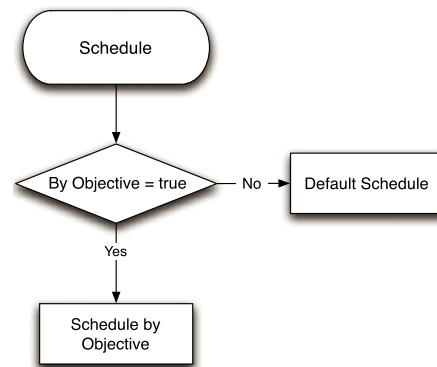 Schedule
By Objective = true
No
Default Schedule
Yes
Schedule by
Objective